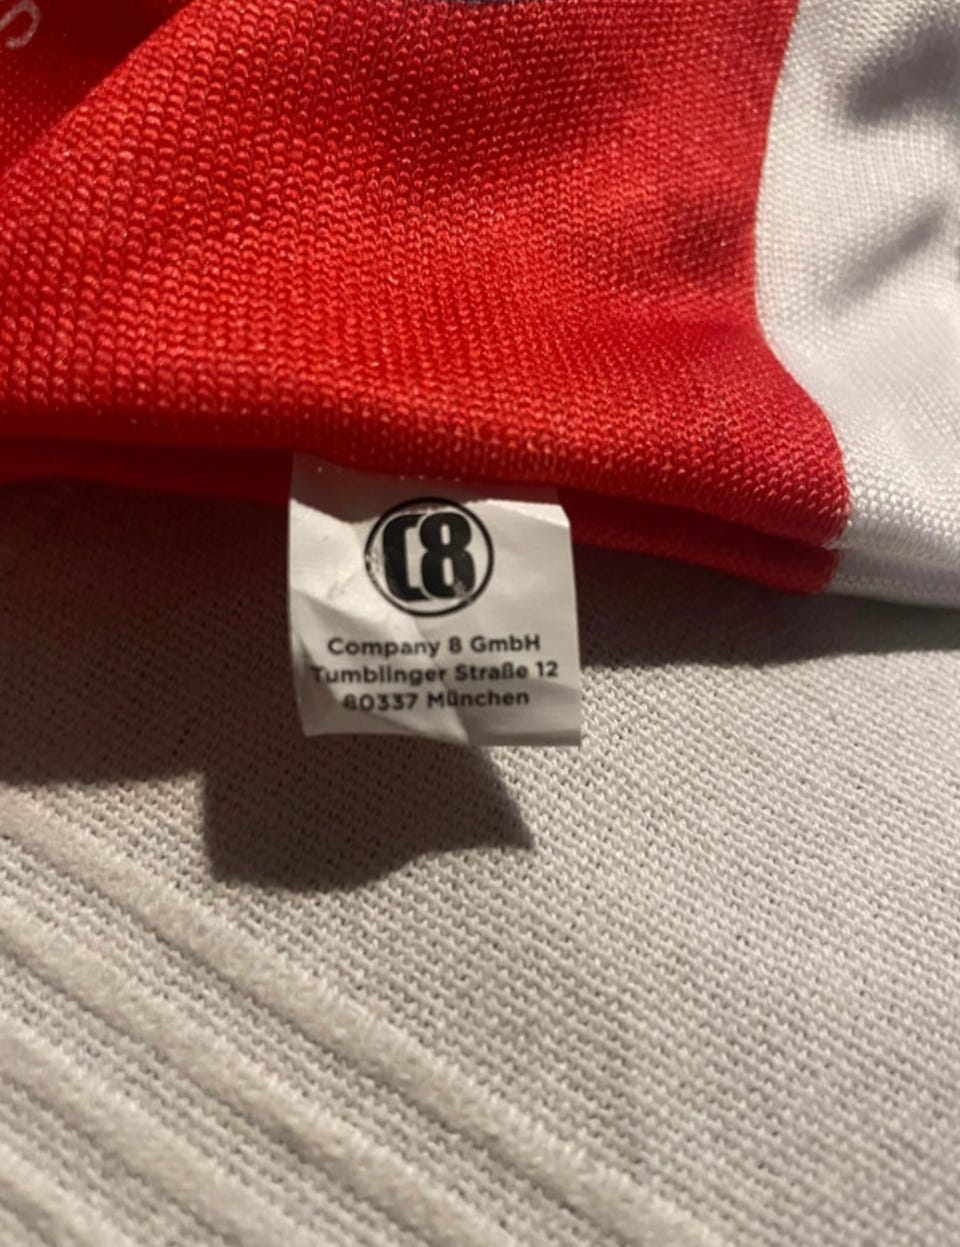 C8
Company 8 GmbH
Tumblinger Straße 12
80337 München